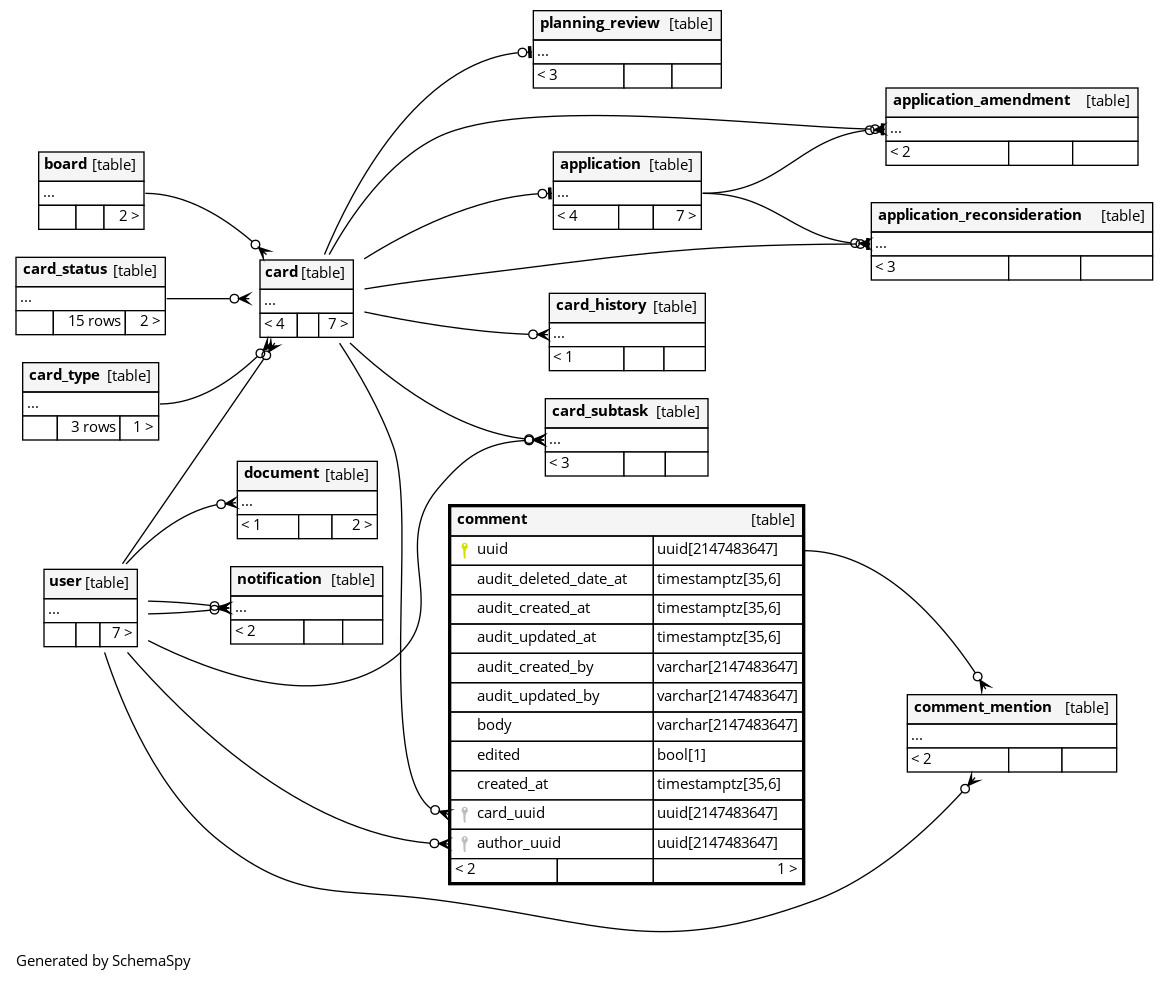 planning_review [table]
...
< 3
application_amendment [table]
...
< 2
board [table]
...
2 >
application [table]
...
< 4 7 >
application_reconsideration [table]
...
< 3
card_status [table]
...
15 rows 2 >
card [table]
...
< 4 7 >
card_history [table]
...
< 1
card_type [table]
...
3 rows 1 >
card_subtask [table]
...
< 3
document [table]
...
< 1 2 >
user [table]
...
7 >
notification [table]
...
< 2
comment [table]
uuid uuid[2147483647]
audit_deleted_date_at timestamptz[35,6]
audit_created_at timestamptz[35,6]
audit_updated_at timestamptz[35,6]
audit_created_by varchar[2147483647]
audit_updated_by varchar[2147483647]
body varchar[2147483647]
edited bool[1]
created_at timestamptz[35,6]
card_uuid uuid[2147483647]
author_uuid uuid[2147483647]
< 2 1 >
comment_mention [table]
...
< 2
Generated by SchemaSpy